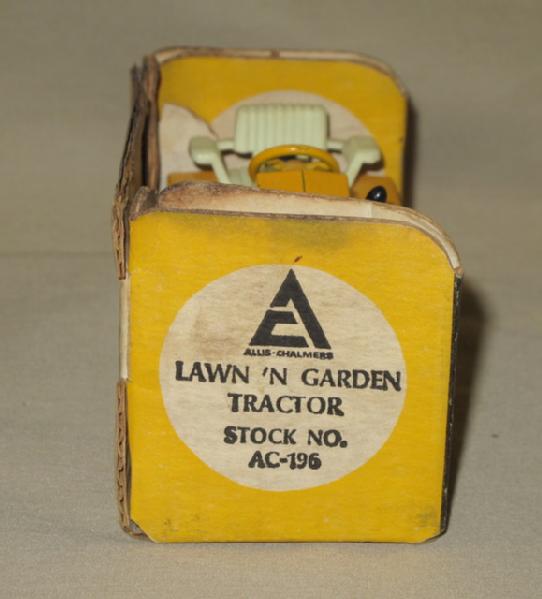 ALLIS-CHALMERS
LAWN 'N GARDEN
TRACTOR
STOCK NO.
AC-196